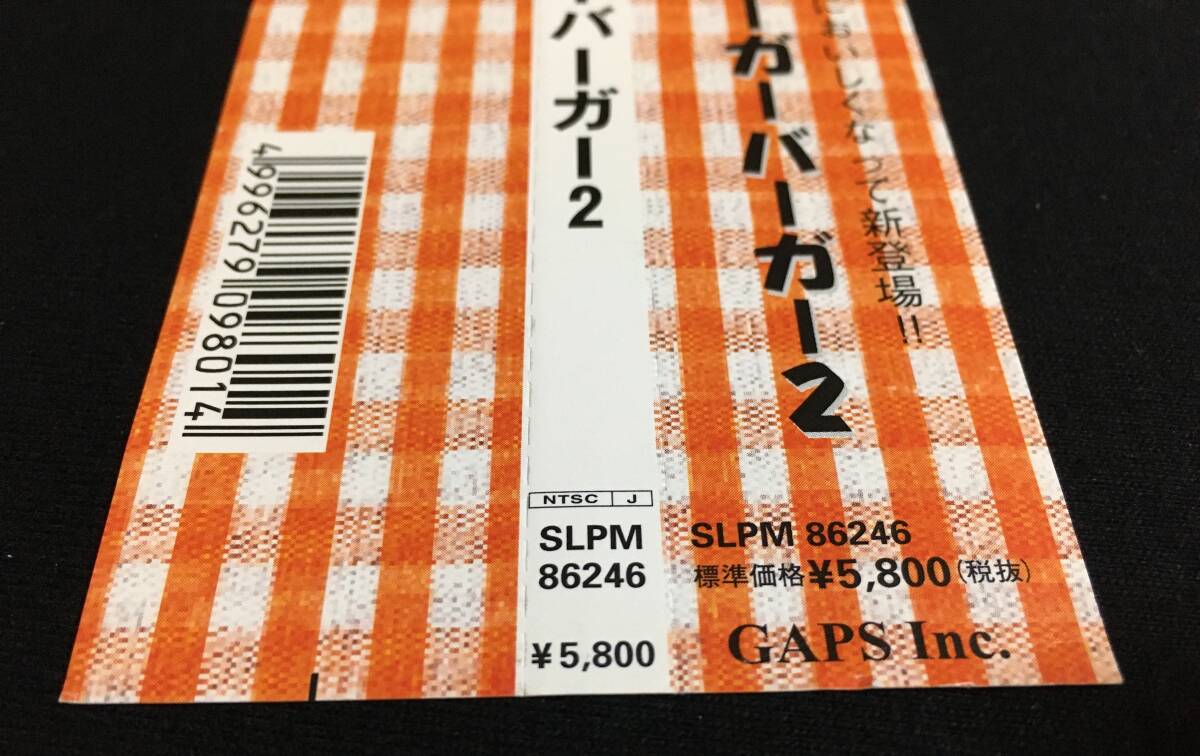 4996279098014
ーバーガー2
NTSC J
SLPM
86246
¥5,800
ーガーバーガー2
においしくなって新登場!!
SLPM 86246
標準価格¥5,800(税抜)
GAPS Inc.